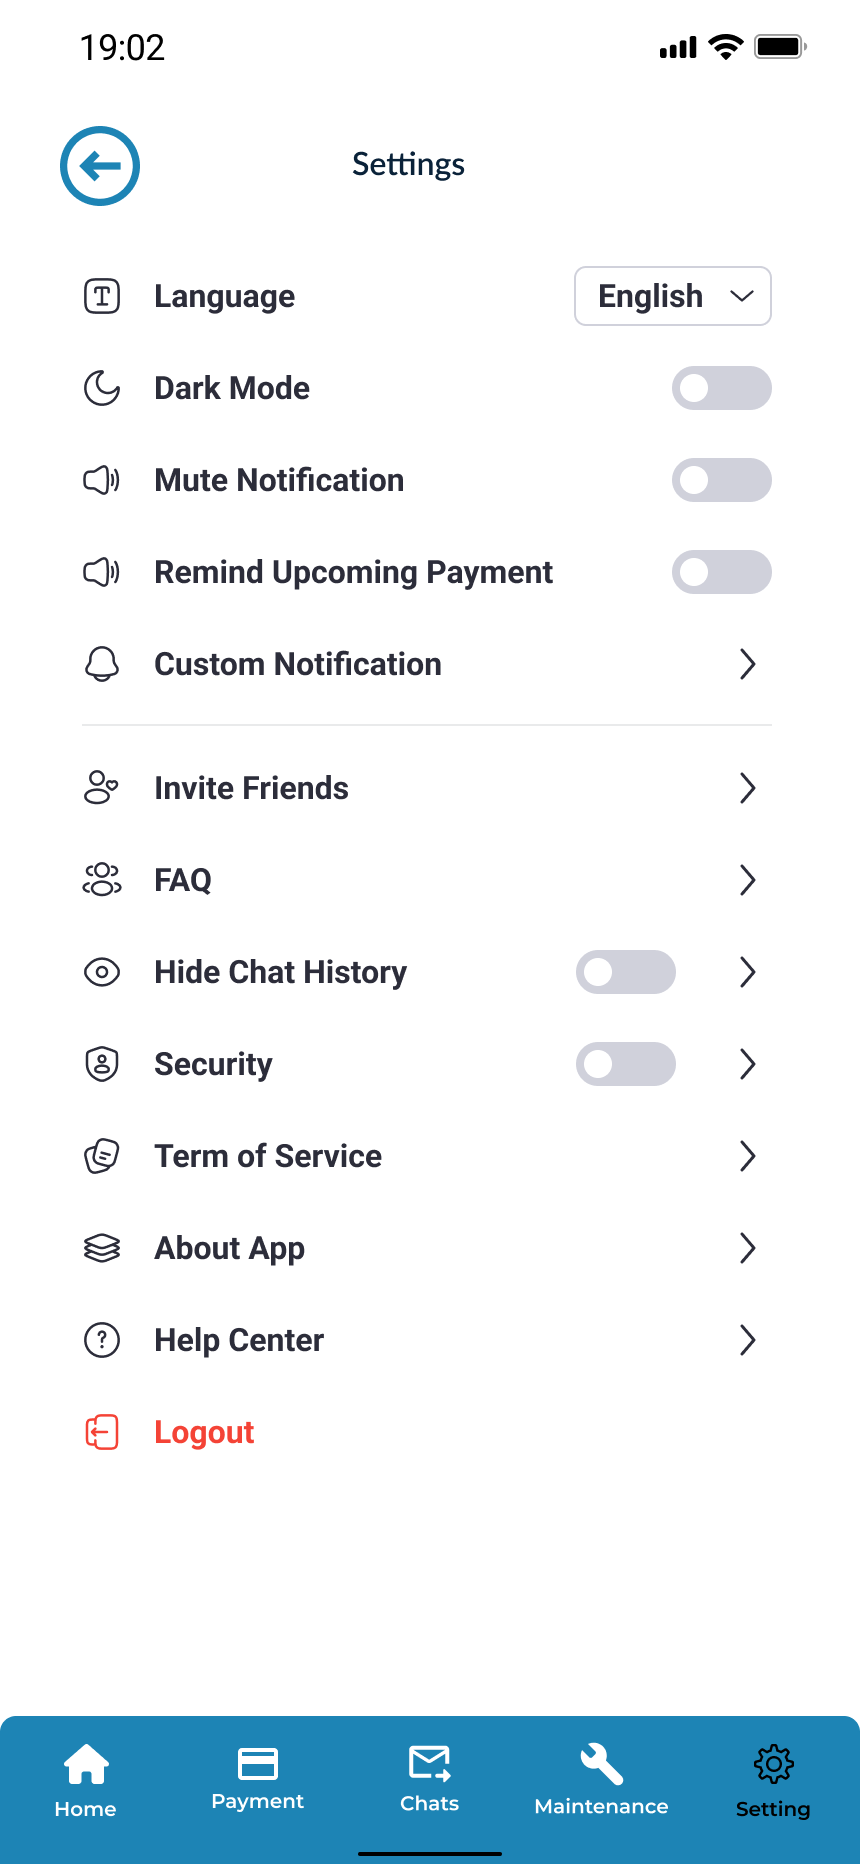 19:02
Settings
Language
English
Dark Mode
Mute Notification
Remind Upcoming Payment
Custom Notification
Invite Friends
FAQ
Hide Chat History
Security
Term of Service
About App
Help Center
Logout
Home
Payment
Chats
Maintenance
Setting